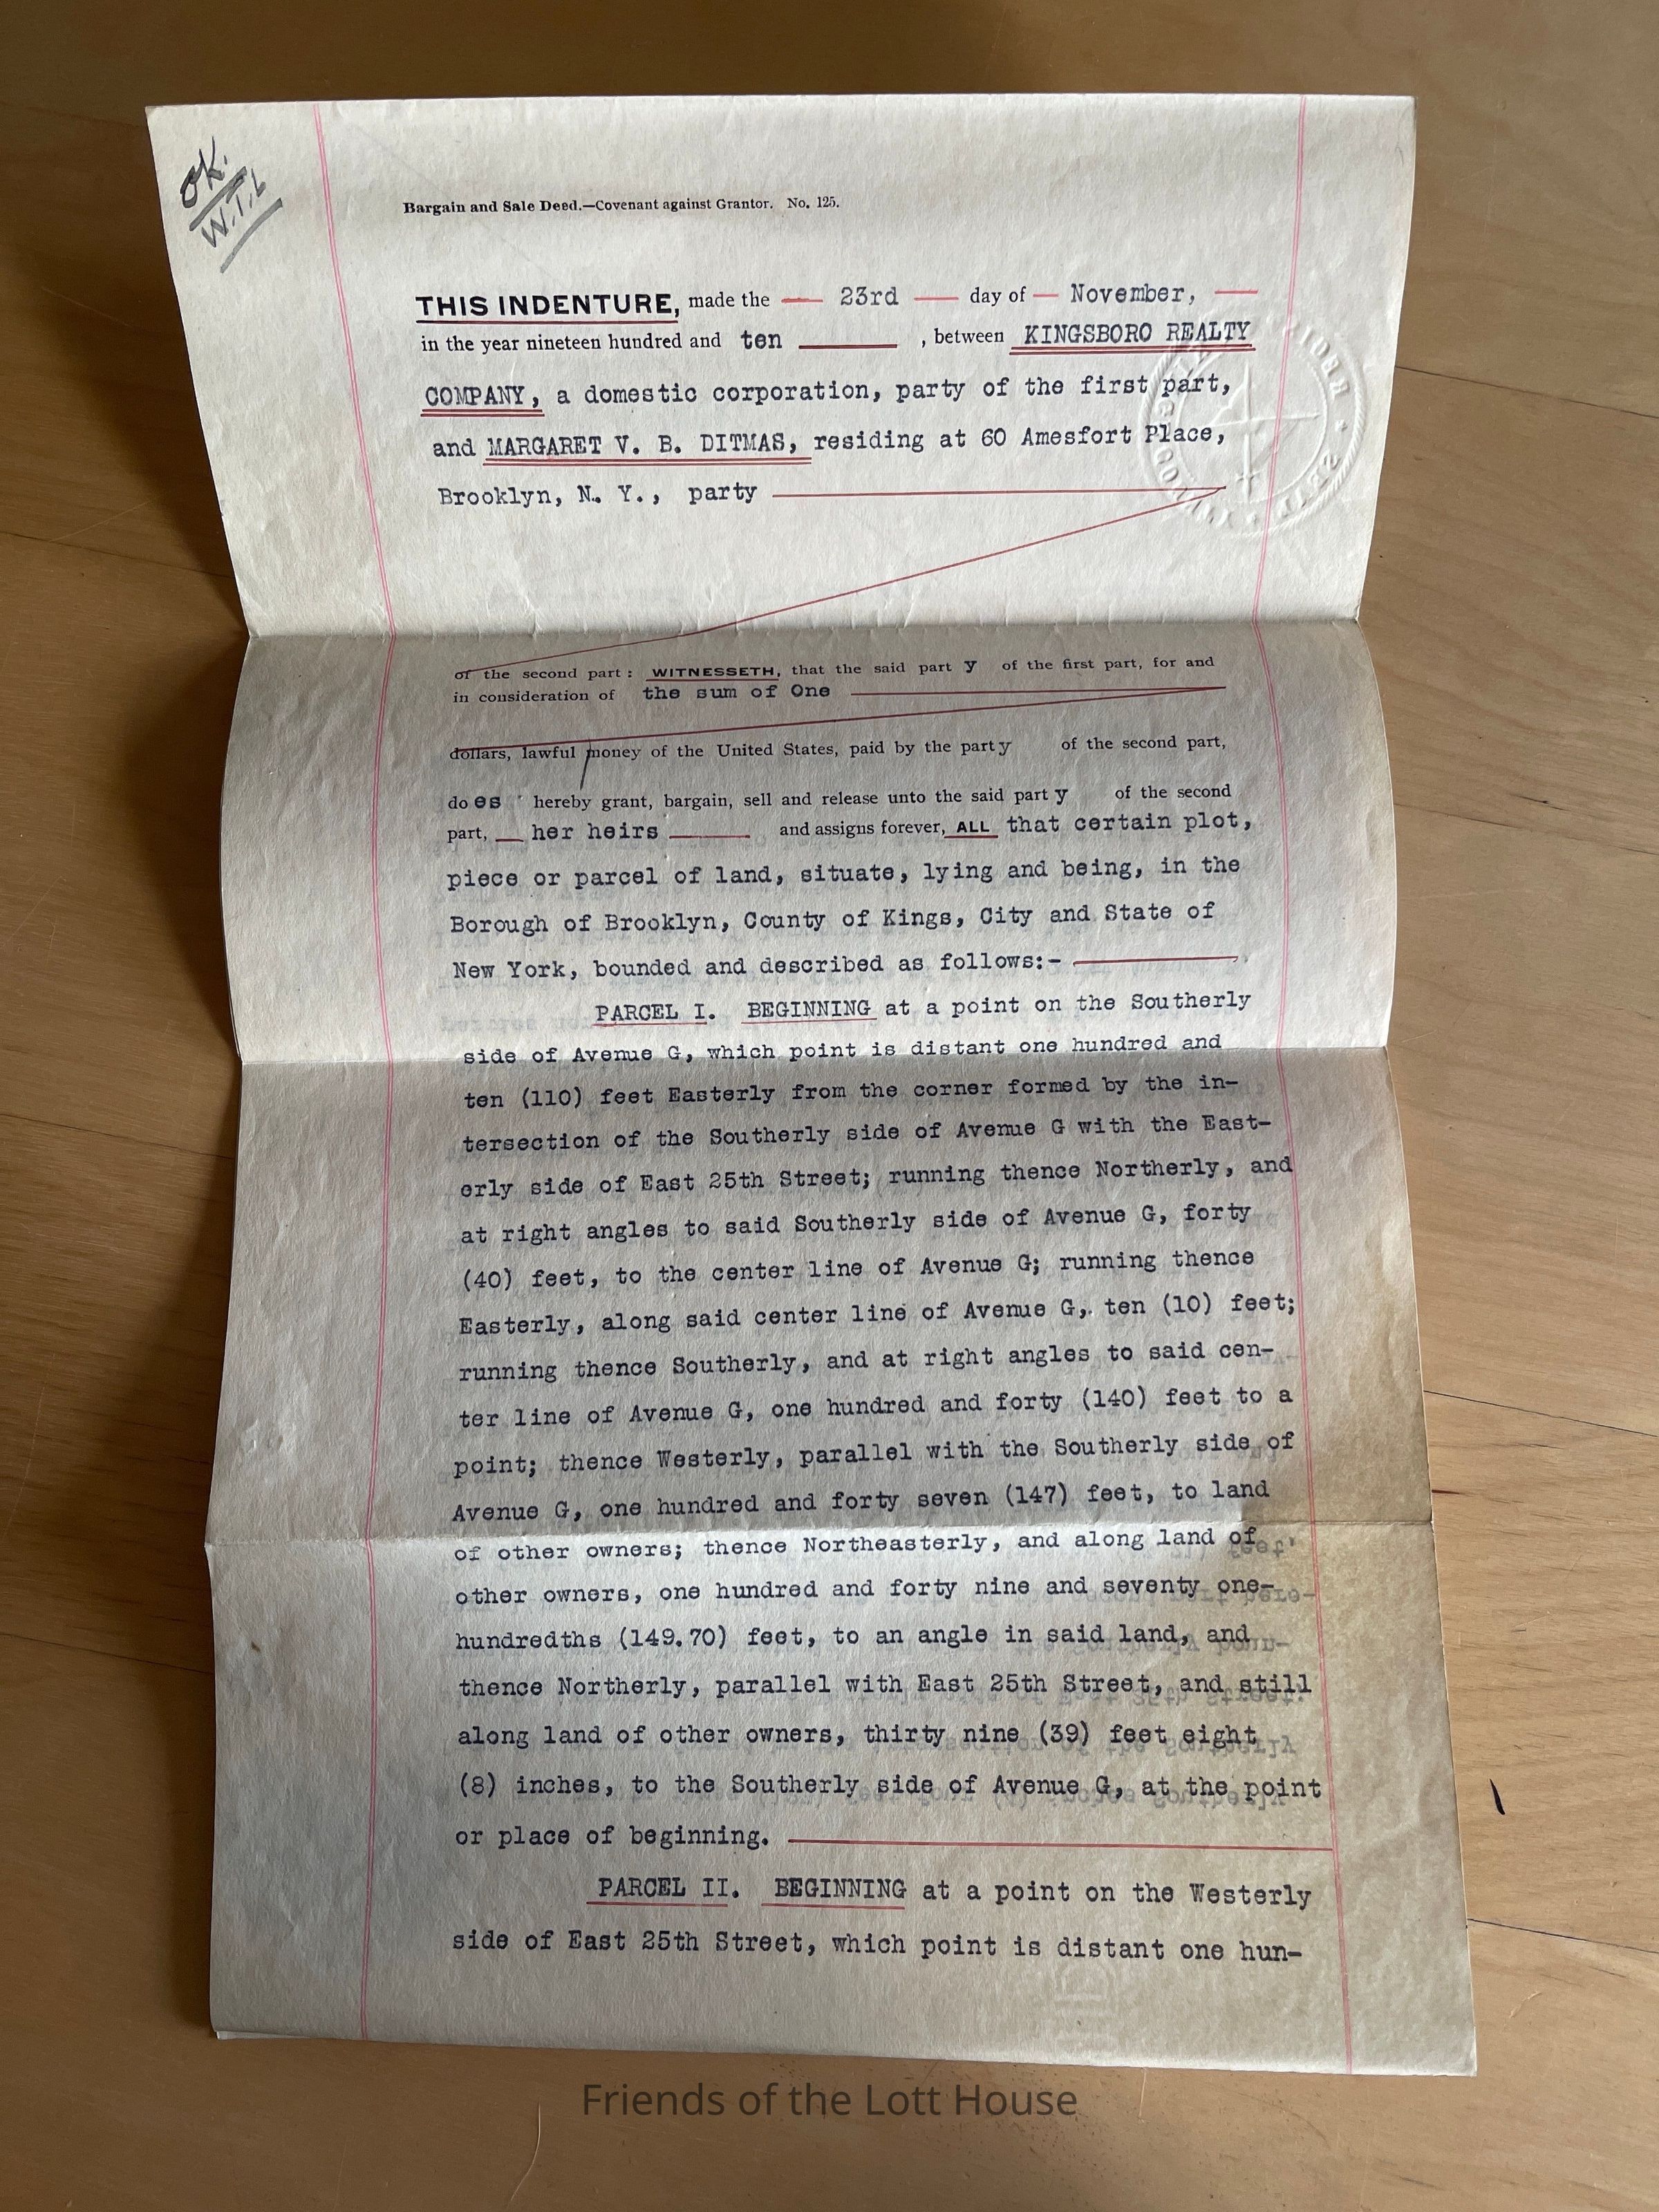 OK.
W.T.L
Bargain and Sale Deed.—Covenant against Grantor. No. 125.
THIS INDENTURE, made the — 23rd — day of — November, —
in the year nineteen hundred and ten , between KINGSBORO REALTY
COMPANY, a domestic corporation, party of the first part,
and MARGARET V. B. DITMAS, residing at 60 Amesfort Place,
Brooklyn, N. Y., party
of the second part: WITNESSETH, that the said part y of the first part, for and
in consideration of the sum of One
dollars, lawful money of the United States, paid by the party of the second part,
do es hereby grant, bargain, sell and release unto the said part y of the second
part, her heirs and assigns forever, ALL that certain plot,
piece or parcel of land, situate, lying and being, in the
Borough of Brooklyn, County of Kings, City and State of
New York, bounded and described as follows:-
PARCEL I. BEGINNING at a point on the Southerly
side of Avenue G, which point is distant one hundred and
ten (110) feet Easterly from the corner formed by the in-
tersection of the Southerly side of Avenue G with the East-
erly side of East 25th Street; running thence Northerly, and
at right angles to said Southerly side of Avenue G, forty
(40) feet, to the center line of Avenue G; running thence
Easterly, along said center line of Avenue G, ten (10) feet;
running thence Southerly, and at right angles to said cen-
ter line of Avenue G, one hundred and forty (140) feet to a
point; thence Westerly, parallel with the Southerly side of
Avenue G, one hundred and forty seven (147) feet, to land
of other owners; thence Northeasterly, and along land of
other owners, one hundred and forty nine and seventy one-
hundredths (149.70) feet, to an angle in said land, and
thence Northerly, parallel with East 25th Street, and still
along land of other owners, thirty nine (39) feet eight
(8) inches, to the Southerly side of Avenue G, at the point
or place of beginning.
PARCEL II. BEGINNING at a point on the Westerly
side of East 25th Street, which point is distant one hun-
Friends of the Lott House